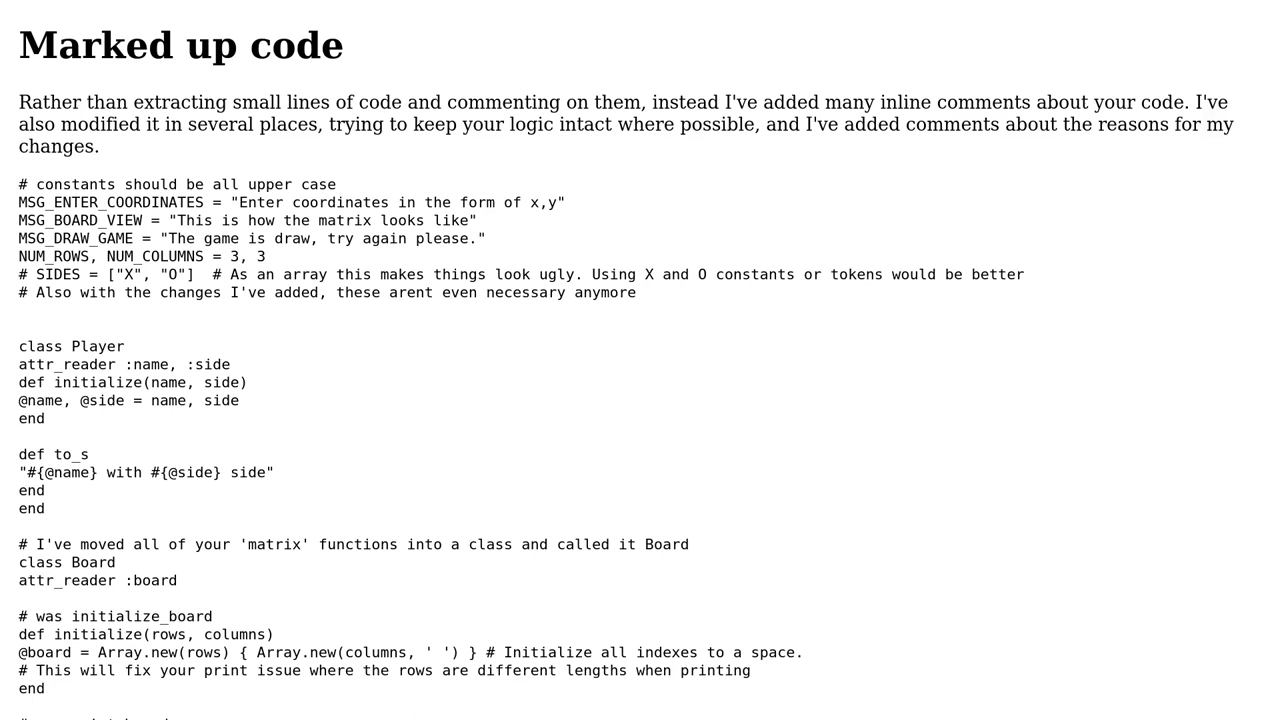 Marked up code
Rather than extracting small lines of code and commenting on them, instead I've added many inline comments about your code. I've
also modified it in several places, trying to keep your logic intact where possible, and I've added comments about the reasons for my
changes.
# constants should be all upper case
MSG_ENTER_COORDINATES = "Enter coordinates in the form of x,y"
MSG_BOARD_VIEW = "This is how the matrix looks like"
MSG_DRAW_GAME = "The game is draw, try again please."
NUM_ROWS, NUM_COLUMNS = 3, 3
# SIDES = ["X", "O"]  # As an array this makes things look ugly. Using X and O constants or tokens would be better
# Also with the changes I've added, these arent even necessary anymore
class Player
attr_reader :name, :side
def initialize(name, side)
@name, @side = name, side
end
def to_s
"#{@name} with #{@side} side"
end
end
# I've moved all of your 'matrix' functions into a class and called it Board
class Board
attr_reader :board
# was initialize_board
def initialize(rows, columns)
@board = Array.new(rows) { Array.new(columns, ' ') } # Initialize all indexes to a space.
# This will fix your print issue where the rows are different lengths when printing
end